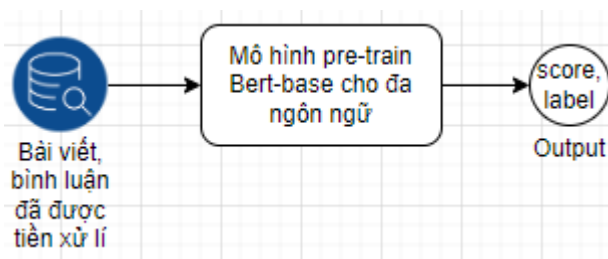 Mô hình pre-train
Bert-base cho đa
ngôn ngữ
score,
label
Output
Bài viết,
bình luận
đã được
tiền xử lí